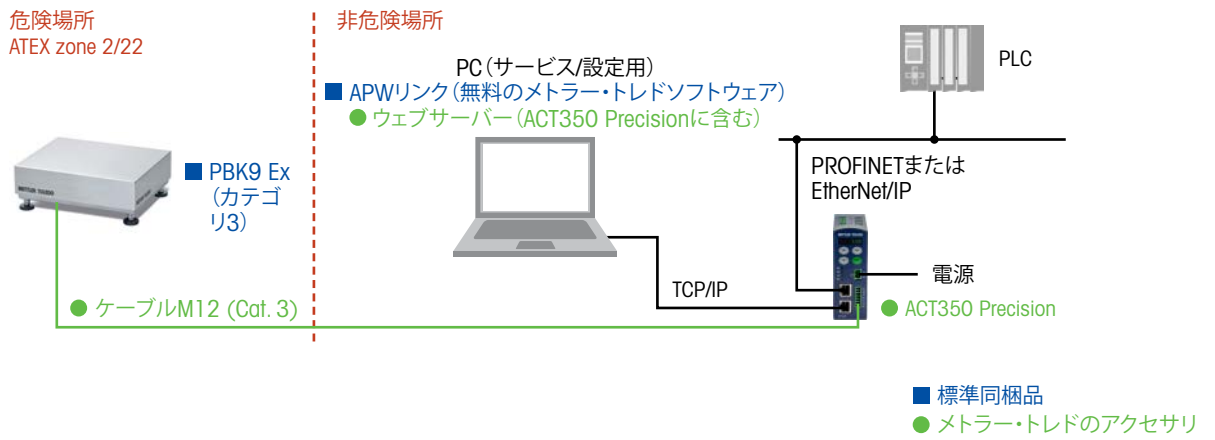 危険場所
ATEX zone 2/22
非危険場所
PC（サービス/設定用）
■ APWリンク（無料のメトラー・トレドソフトウェア）
● ウェブサーバー（ACT350 Precisionに含む）
PLC
■ PBK9 Ex
（カテゴ
リ3）
PROFINETまたは
EtherNet/IP
電源
TCP/IP
● ケーブルM12 (Cat. 3)
● ACT350 Precision
■ 標準同梱品
● メトラー・トレドのアクセサリ
METTLER TOLEDO